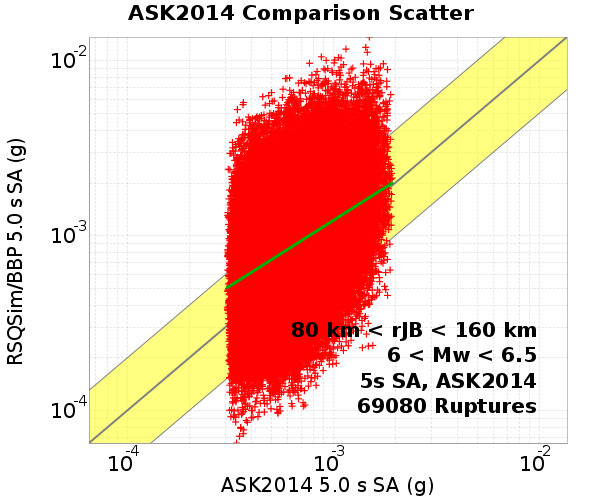 ASK2014 Comparison Scatter
RSQSim/BBP 5.0 s SA (g)
10-2
10-3
10-4
80 km < rJB < 160 km
6 < Mw < 6.5
5s SA, ASK2014
69080 Ruptures
10-4 10-3 10-2
ASK2014 5.0 s SA (g)